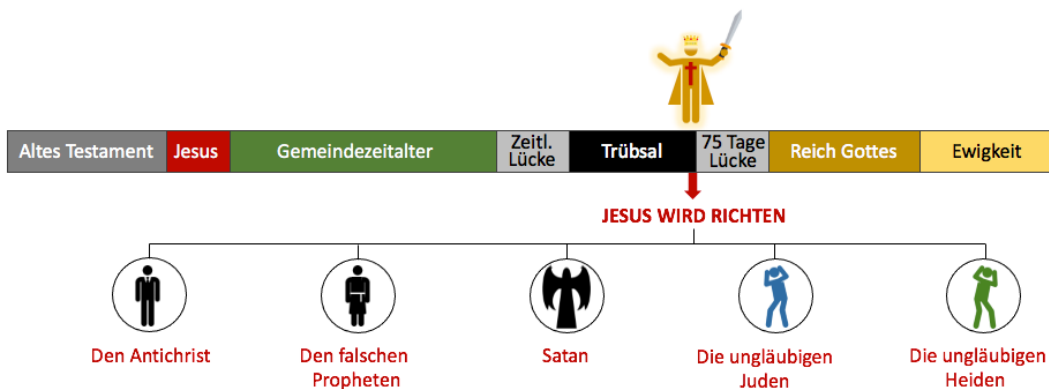 Altes Testament
Jesus
Gemeindezeitalter
Zeitl.
Lücke
Trübsal
75 Tage
Lücke
Reich Gottes
Ewigkeit
JESUS WIRD RICHTEN
Den Antichrist
Den falschen
Propheten
Satan
Die ungläubigen
Juden
Die ungläubigen
Heiden